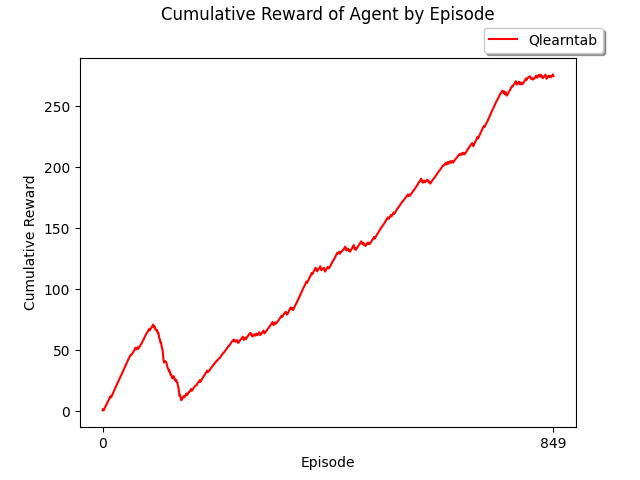 Cumulative Reward of Agent by Episode
Qlearntab
250
200
150
100
50
0
Cumulative Reward
0 849
Episode